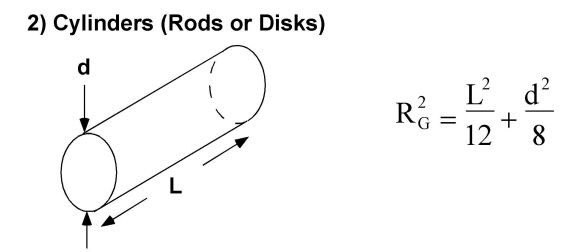 2) Cylinders (Rods or Disks)
d
L
R_G^2 = L^2/12 + d^2/8